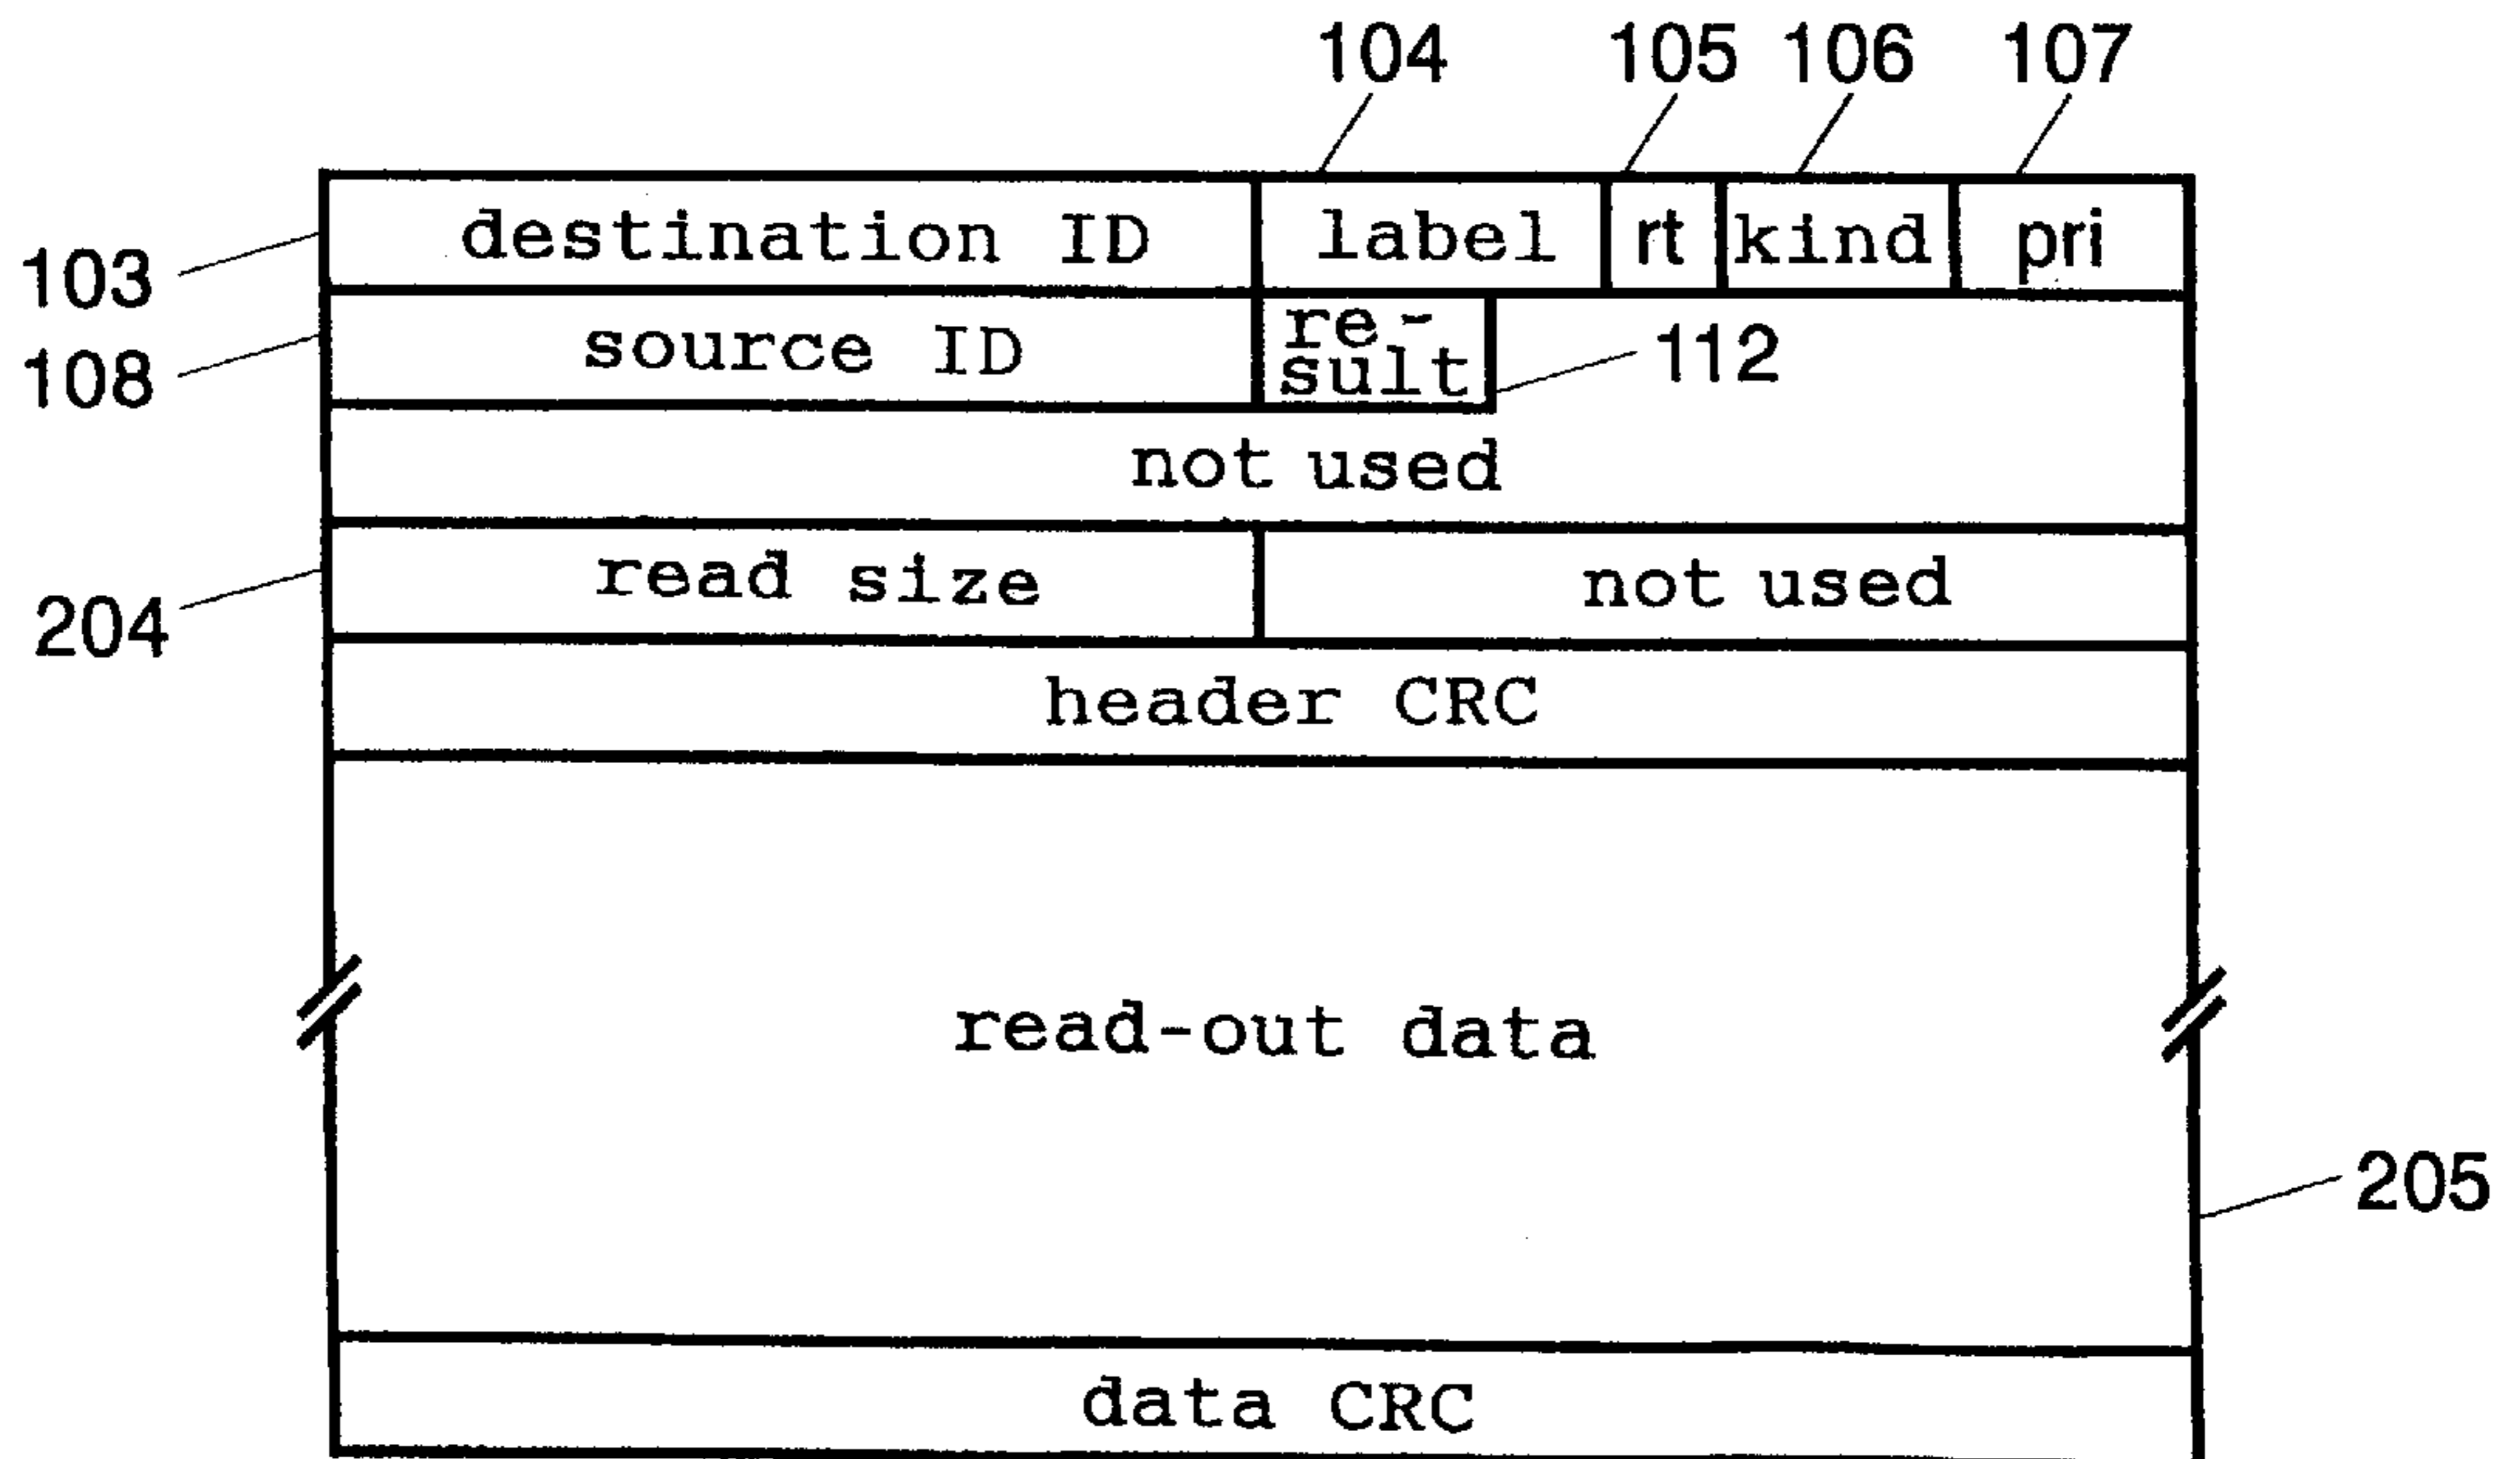 104 105 106 107
destination ID label rt kind pri
103
source ID re-
sult 112
108
not used
read size not used
204
header CRC
read-out data
205
data CRC